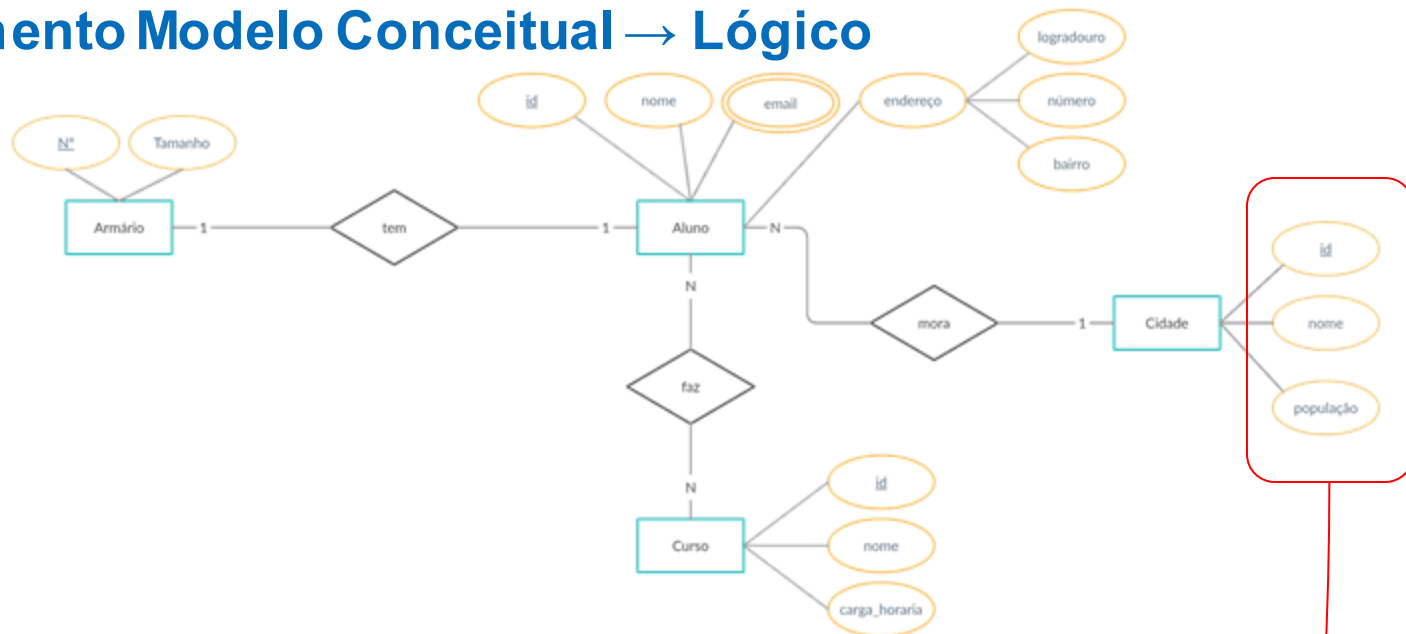 mento Modelo Conceitual → Lógico
logradouro
id
nome
email
endereço
número
bairro
Nº
Tamanho
Armário
1
tem
1
Aluno
N
N
mora
1
Cidade
id
nome
população
faz
N
Curso
id
nome
carga_horaria